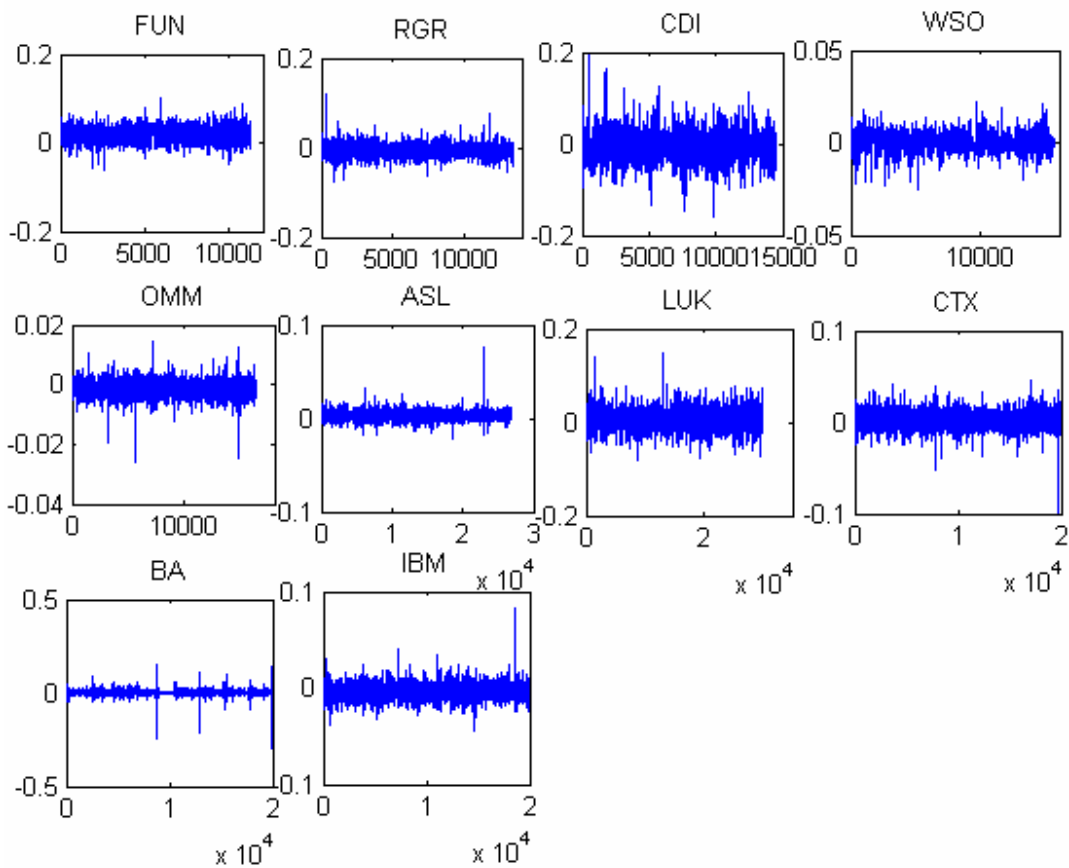 FUN
0.2
0
-0.2
0 5000 10000
RGR
0.2
0
-0.2
0 5000 10000
CDI
0.2
0
-0.2
0 5000 10000 15000
WSO
0.05
0
-0.05
0 10000
OMM
0.02
0
-0.02
-0.04
0 10000
ASL
0.1
0
-0.1
0 1 2 3
x 10^4
LUK
0.2
0
-0.2
0 2
x 10^4
CTX
0.1
0
-0.1
0 1 2
x 10^4
BA
0.5
0
-0.5
0 1 2
x 10^4
IBM
0.1
0
0.1
0 1 2
x 10^4